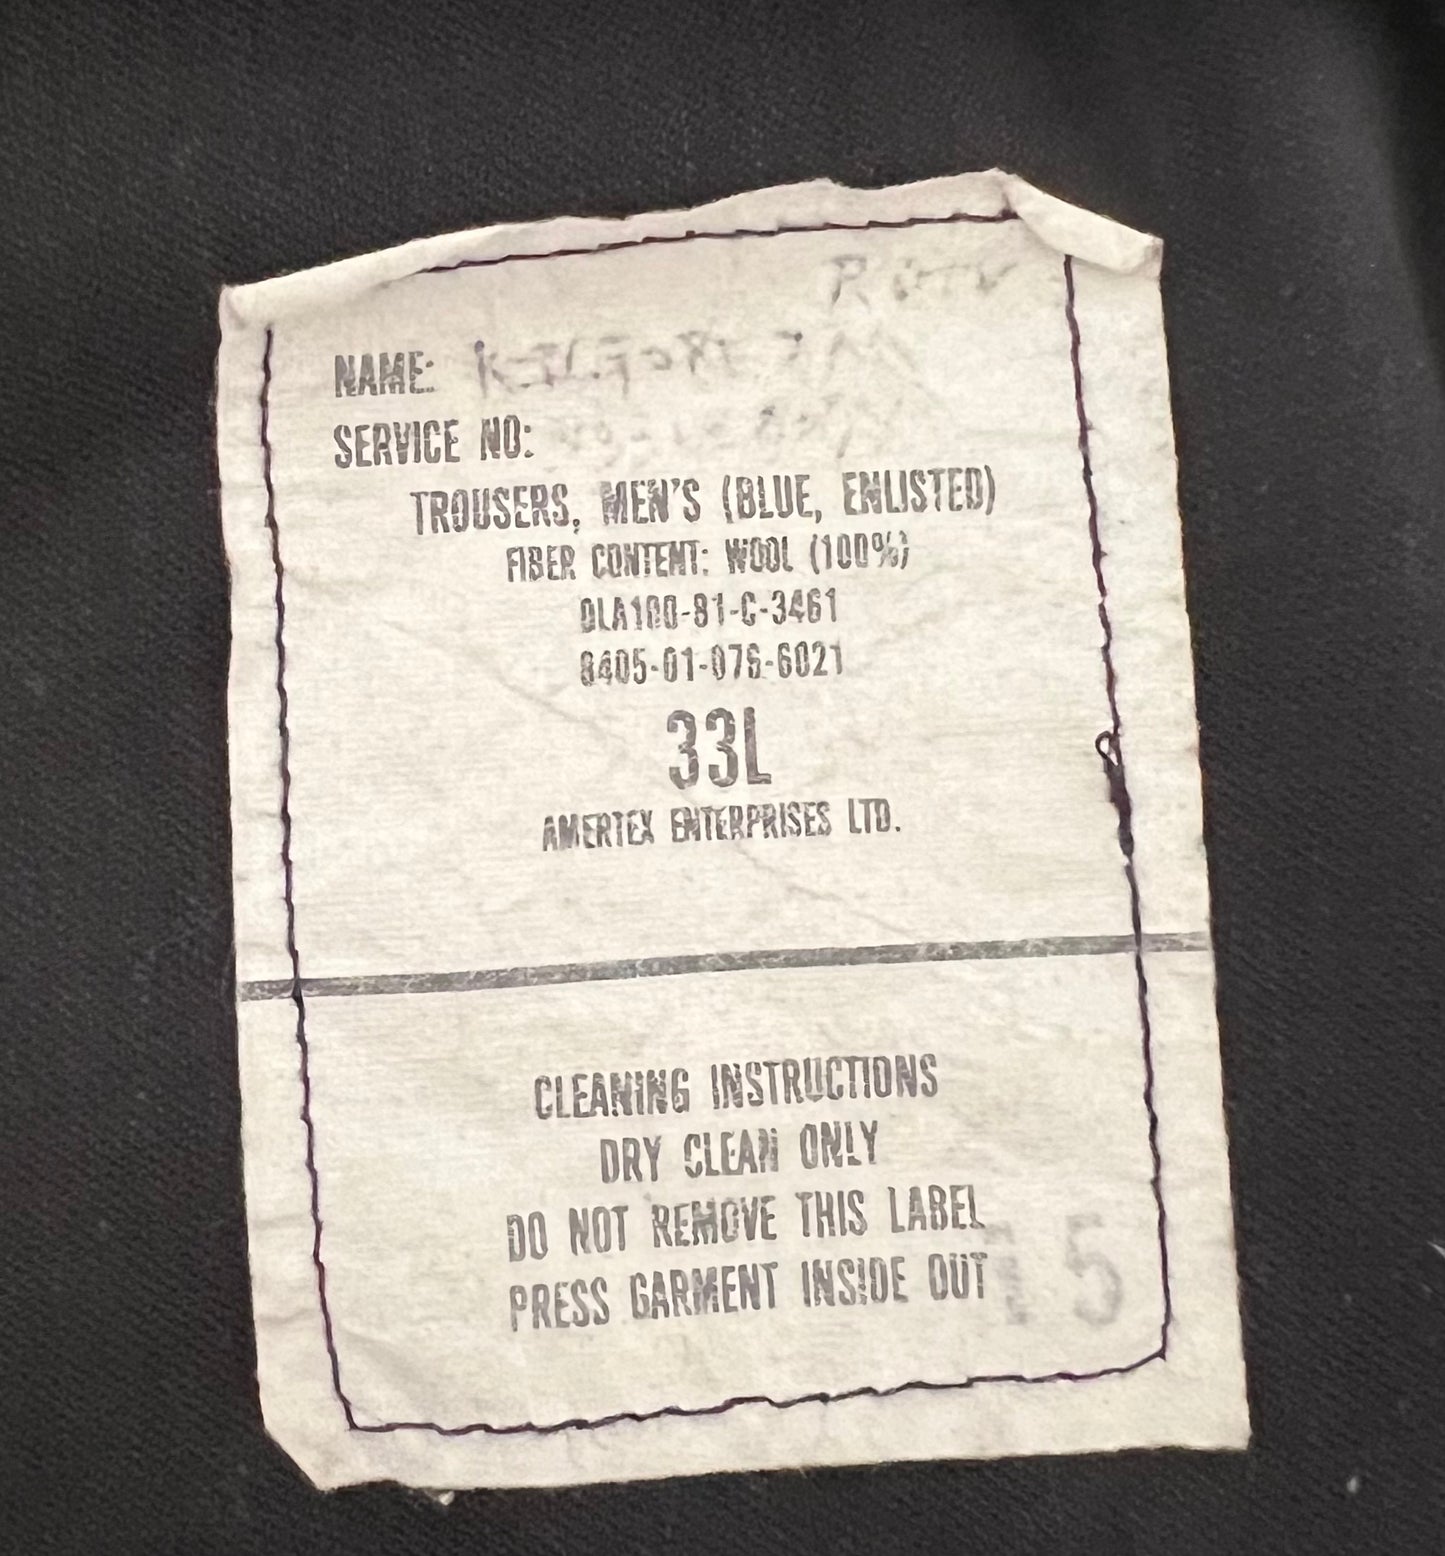 NAME:
SERVICE NO:
TROUSERS, MEN'S (BLUE, ENLISTED)
FIBER CONTENT: WOOL (100%)
DLA100-81-C-3461
8405-01-076-6021
33L
AMERTEX ENTERPRISES LTD.
CLEANING INSTRUCTIONS
DRY CLEAN ONLY
DO NOT REMOVE THIS LABEL
PRESS GARMENT INSIDE OUT
15